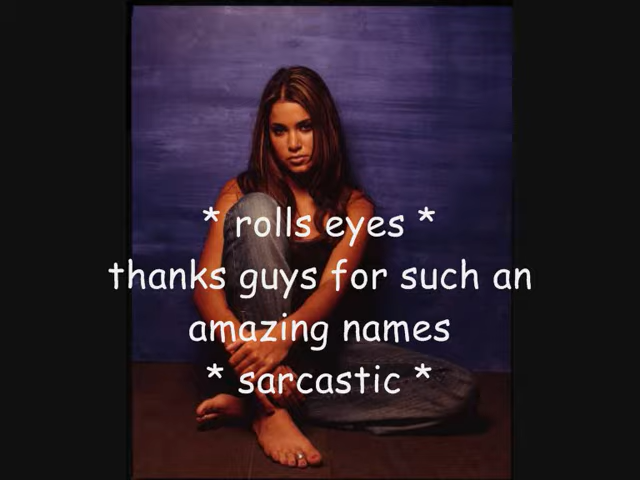 * rolls eyes *
thanks guys for such an
amazing names
* sarcastic *